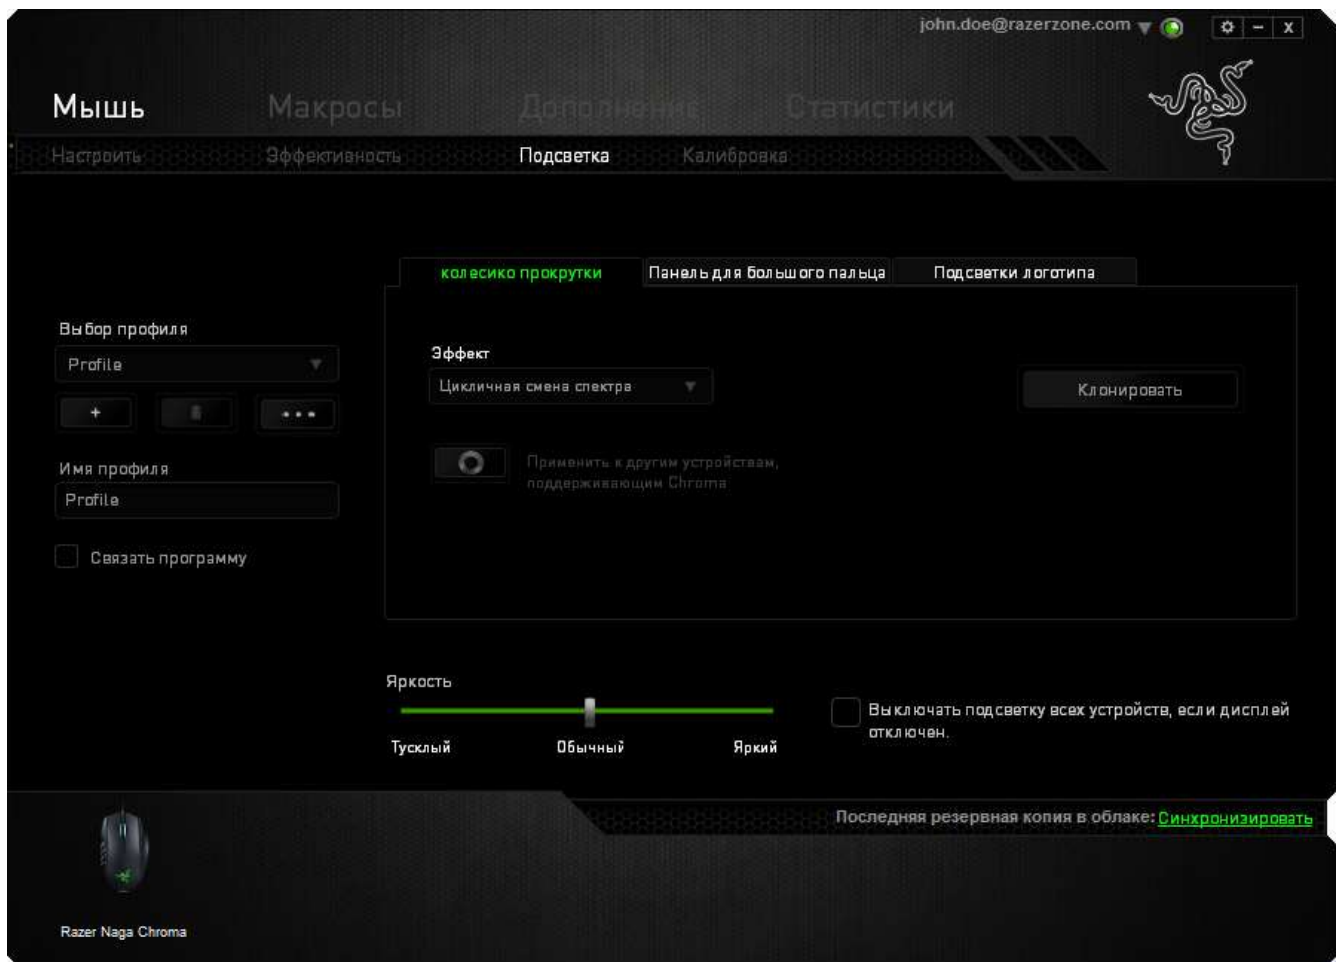 john.doe@razerzone.com
Мышь Макросы Дополнение Статистики
Настроить Эффективность Подсветка Калибровка
колесико прокрутки Панель для большого пальца Подсветки логотипа
Выбор профиля
Profile
+
Имя профиля
Profile
Связать программу
Эффект
Цикличная смена спектра
Клонировать
Применить к другим устройствам,
поддерживающим Chroma
Яркость
Тусклый Обычный Яркий
Выключать подсветку всех устройств, если дисплей
отключен.
Последняя резервная копия в облаке: Синхронизировать
Razer Naga Chroma